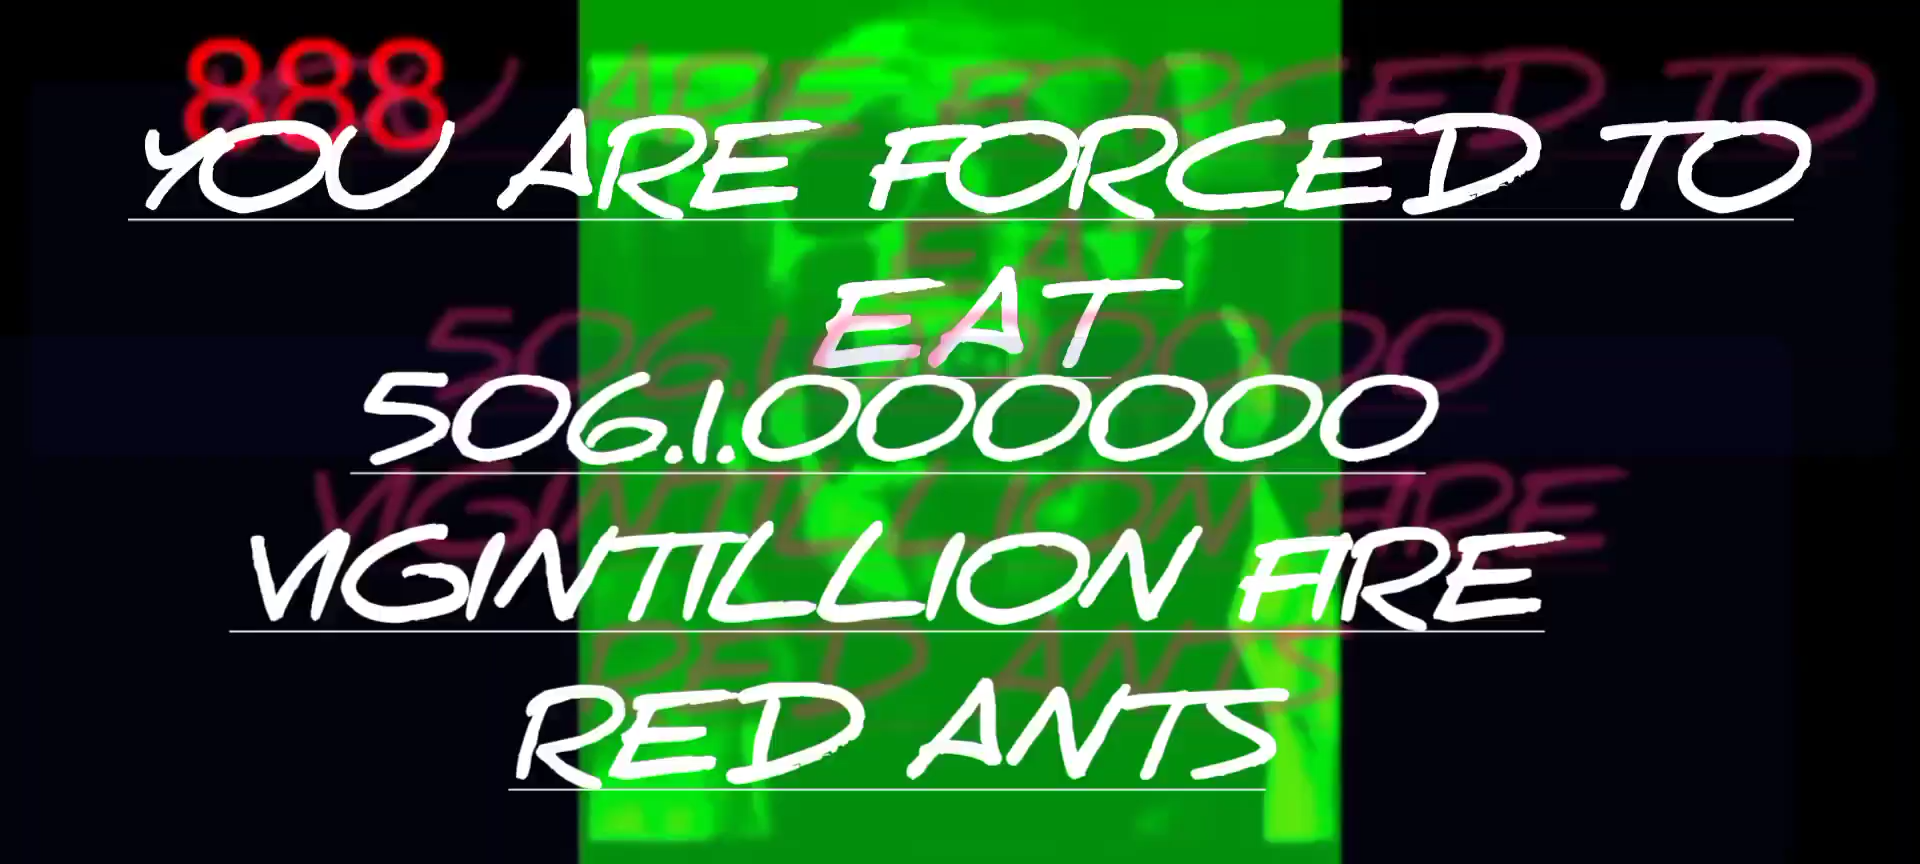 888
YOU ARE FORCED TO
EAT
506.1.000000
VIGINTILLION FIRE
RED ANTS